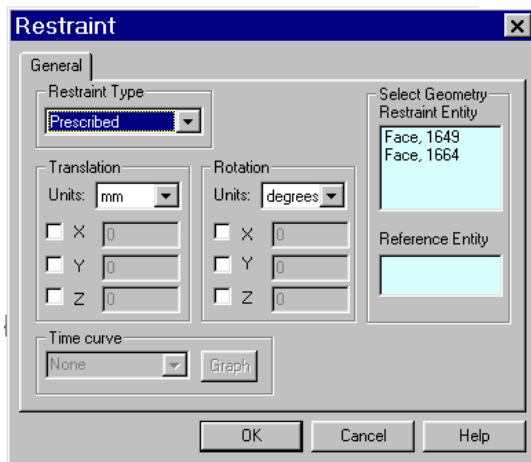 Restraint
General
Restraint Type
Prescribed
Select Geometry
Restraint Entity
Face, 1649
Face, 1664
Translation
Units: mm
X 0
Y 0
Z 0
Rotation
Units: degrees
X 0
Y 0
Z 0
Reference Entity
Time curve
None
Graph
OK
Cancel
Help